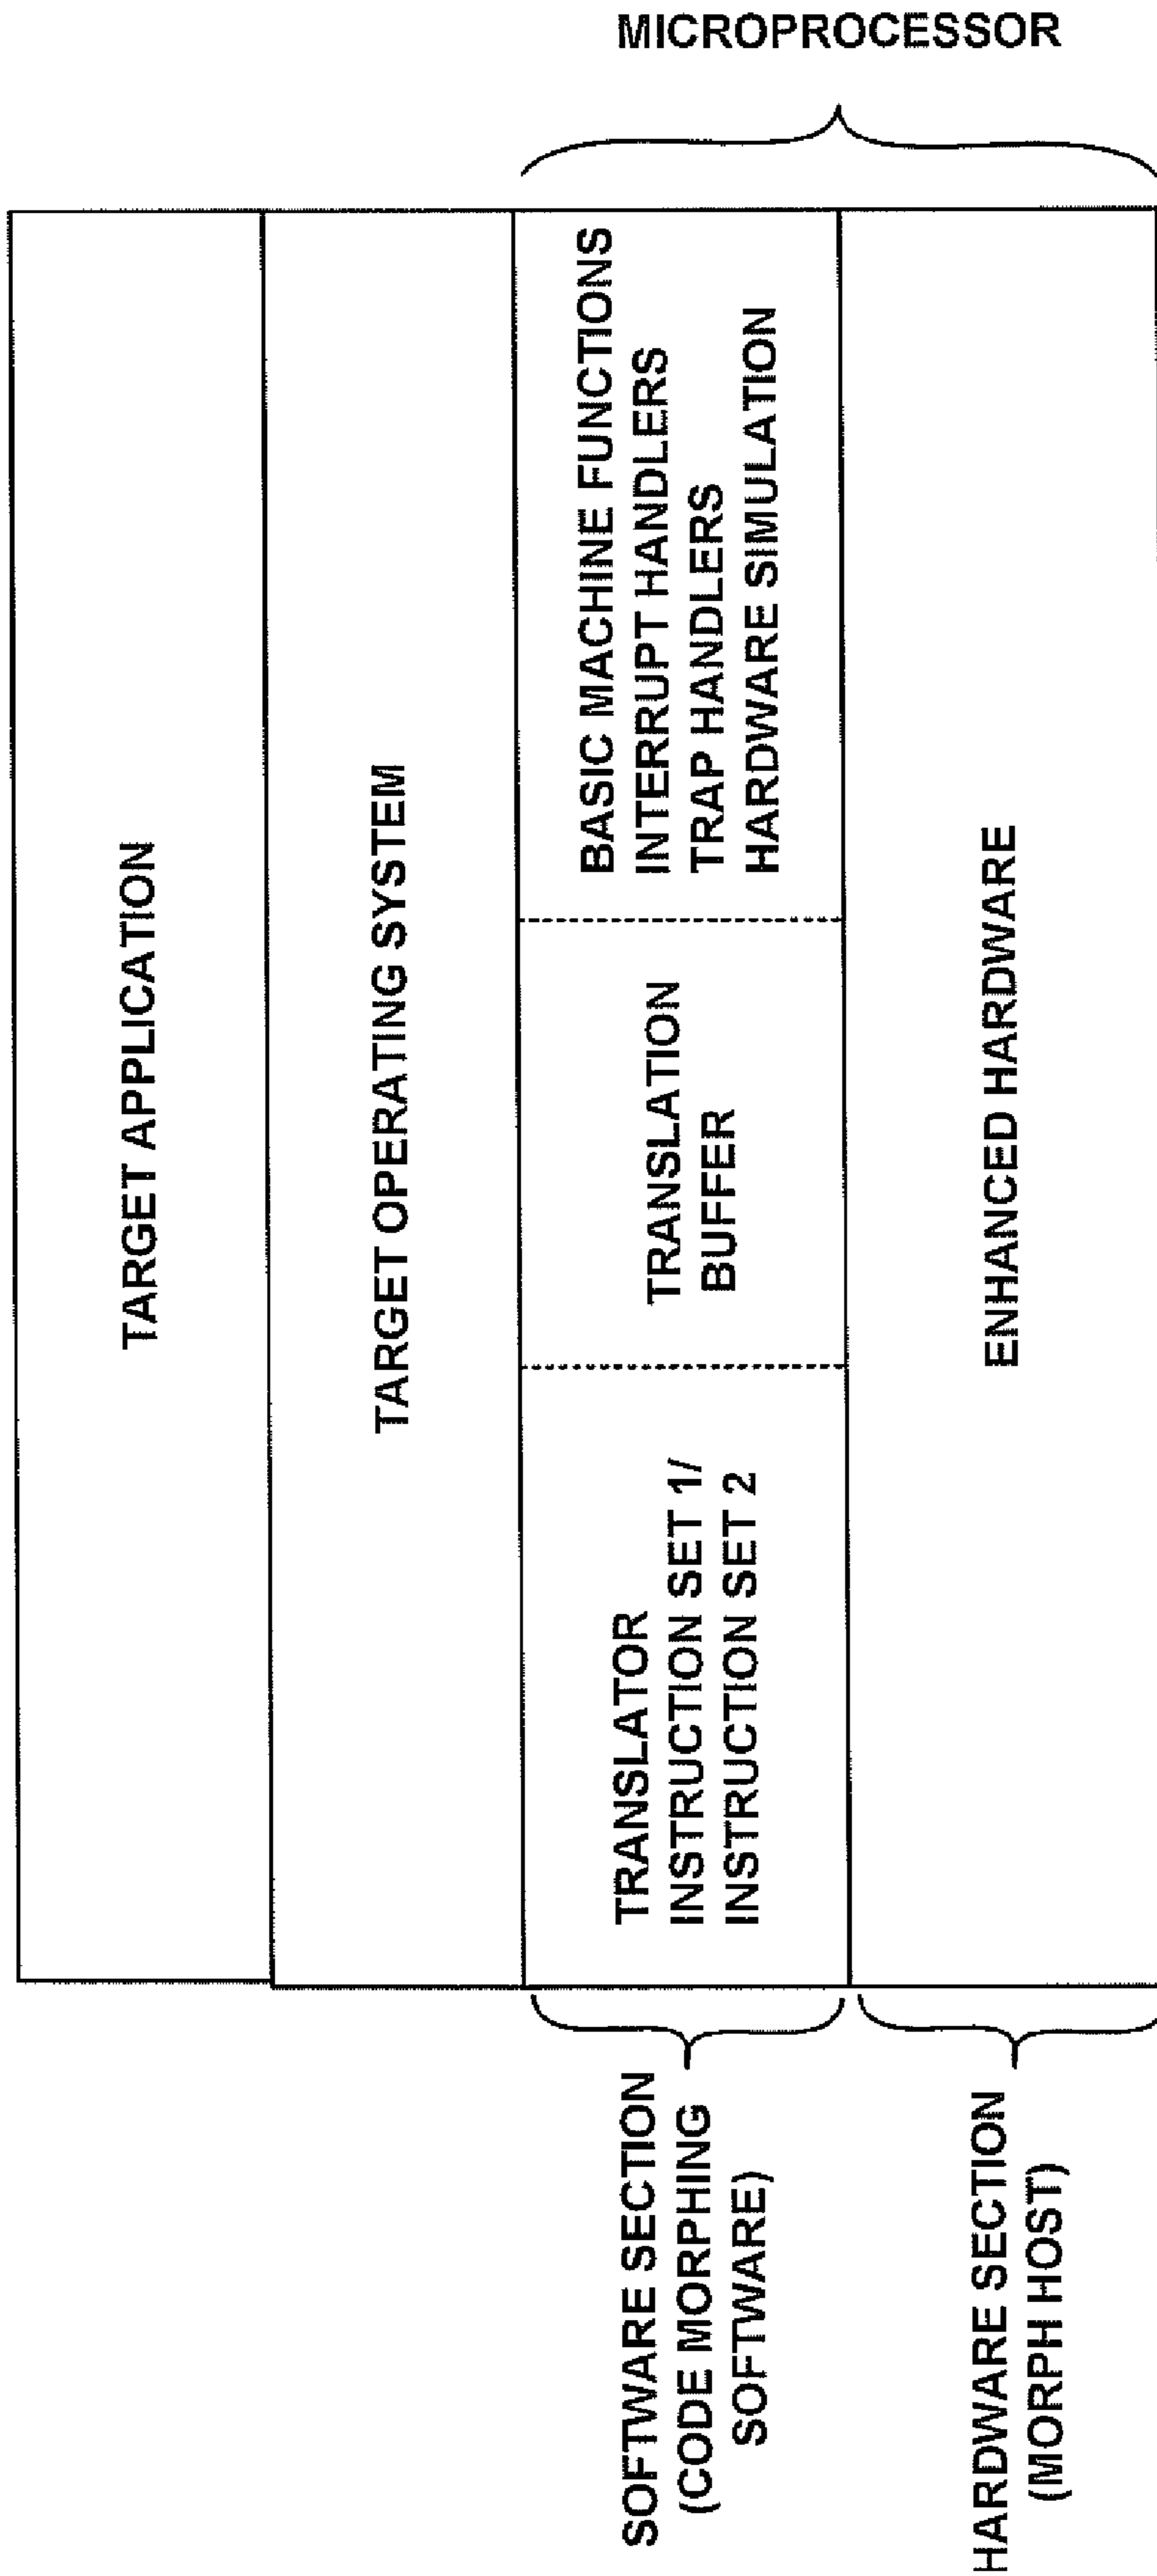 MICROPROCESSOR
TARGET APPLICATION
TARGET OPERATING SYSTEM
SOFTWARE SECTION
(CODE MORPHING
SOFTWARE)
TRANSLATOR
INSTRUCTION SET 1/
INSTRUCTION SET 2
TRANSLATION
BUFFER
BASIC MACHINE FUNCTIONS
INTERRUPT HANDLERS
TRAP HANDLERS
HARDWARE SIMULATION
HARDWARE SECTION
(MORPH HOST)
ENHANCED HARDWARE